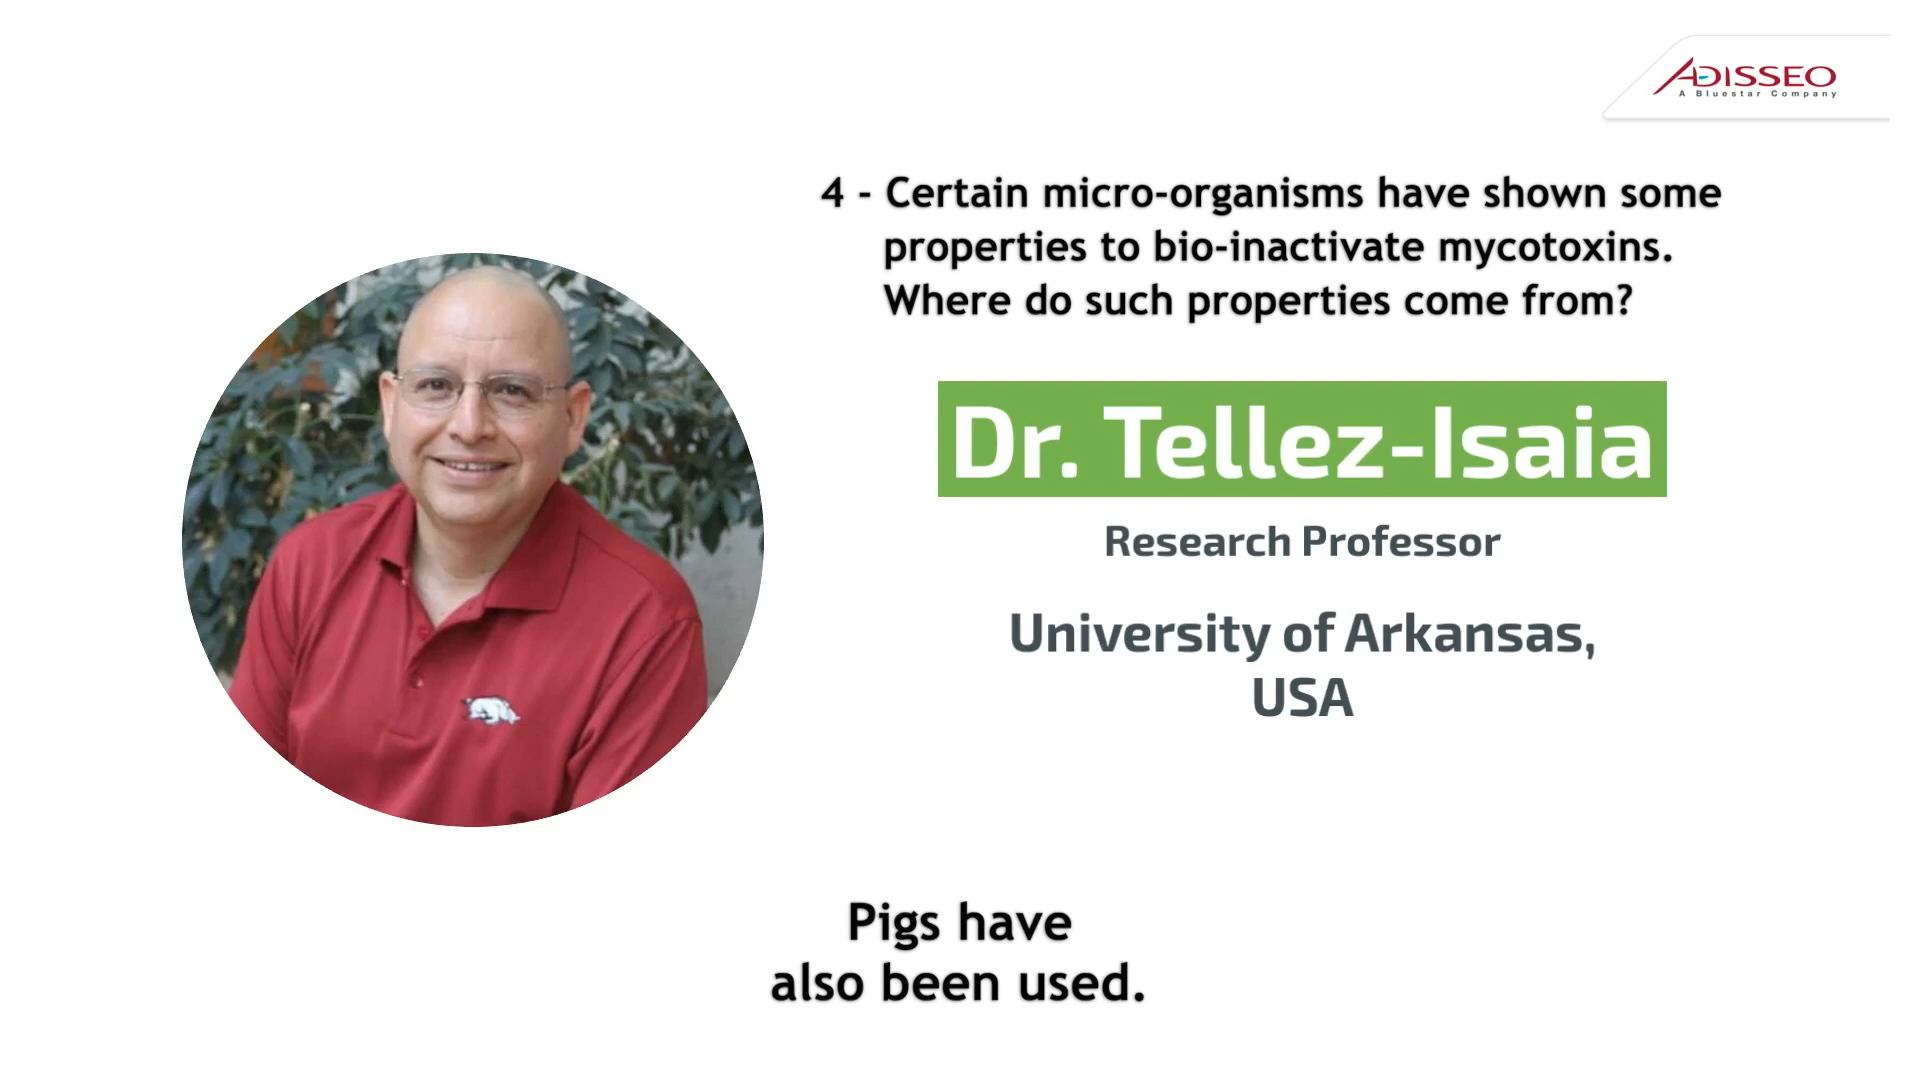 ADISSEO
A Bluestar Company
4 - Certain micro-organisms have shown some
properties to bio-inactivate mycotoxins.
Where do such properties come from?
Dr. Tellez-Isaia
Research Professor
University of Arkansas,
USA
Pigs have
also been used.